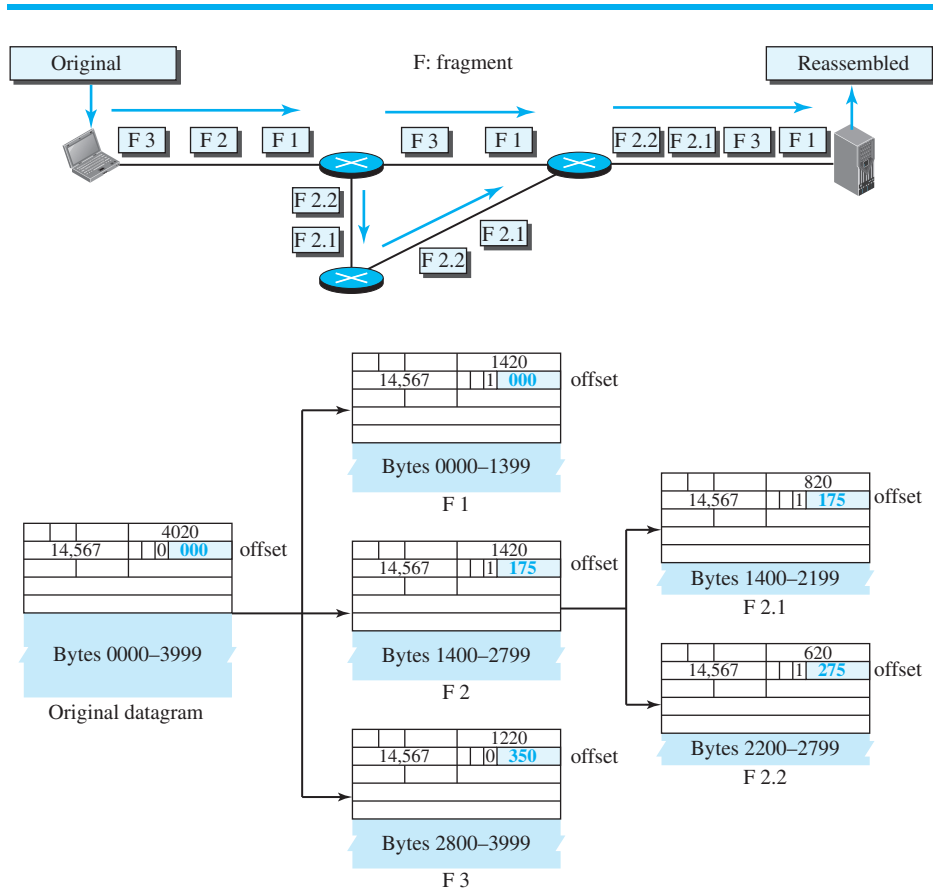 Original
F: fragment
Reassembled
F 3 F 2 F 1
F 3 F 1
F 2.2 F 2.1 F 3 F 1
F 2.2
F 2.1
F 2.1
F 2.2
1420
14,567 1 000 offset
Bytes 0000–1399
F 1
4020
14,567 0 000 offset
Bytes 0000–3999
Original datagram
1420
14,567 1 175 offset
Bytes 1400–2799
F 2
1220
14,567 0 350 offset
Bytes 2800–3999
F 3
820
14,567 1 175 offset
Bytes 1400–2199
F 2.1
620
14,567 1 275 offset
Bytes 2200–2799
F 2.2